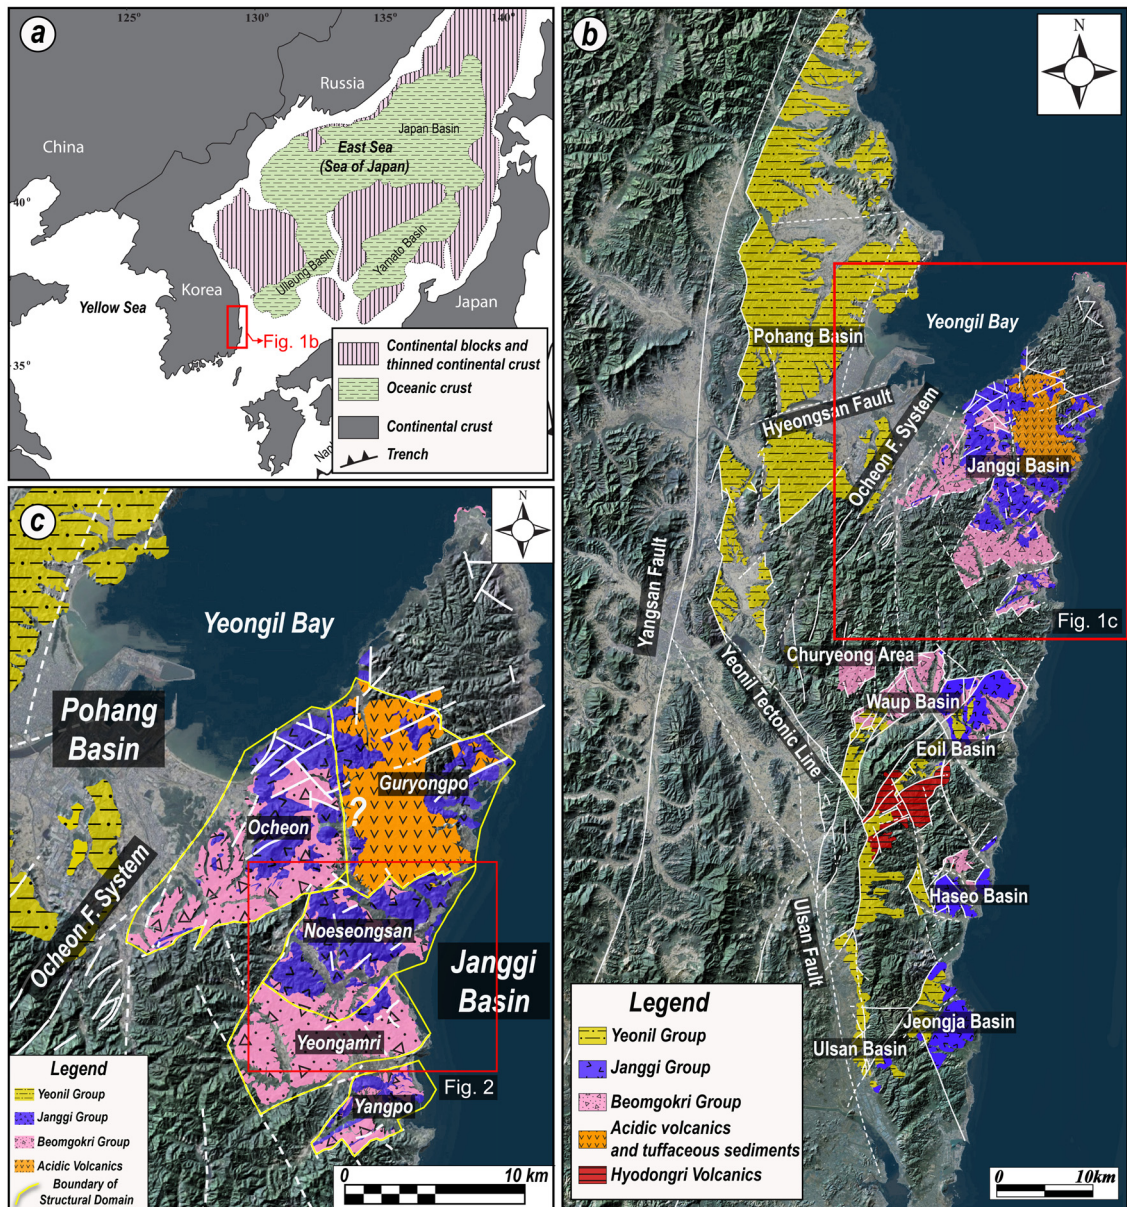 a
125°
130°
135°
140°
Russia
China
Japan Basin
East Sea
(Sea of Japan)
40°
Ulleung Basin
Yamato Basin
Korea
Japan
Yellow Sea
Fig. 1b
35°
Continental blocks and
thinned continental crust
Oceanic crust
Continental crust
Trench
b
N
Yeongil Bay
Pohang Basin
Hyeongsan Fault
Ocheon F. System
Janggi Basin
Yangsan Fault
Fig. 1c
Churyeong Area
Yeonil Tectonic Line
Waup Basin
Eoil Basin
Haseo Basin
Ulsan Fault
Jeongja Basin
Ulsan Basin
Legend
Yeonil Group
Janggi Group
Beomgokri Group
Acidic volcanics
and tuffaceous sediments
Hyodongri Volcanics
0 10km
c
N
Yeongil Bay
Pohang
Basin
Guryongpo
?
Ocheon
Ocheon F. System
Noeseongsan
Janggi
Basin
Yeongamri
Fig. 2
Yangpo
Legend
Yeonil Group
Janggi Group
Beomgokri Group
Acidic Volcanics
Boundary of
Structural Domain
0 10 km